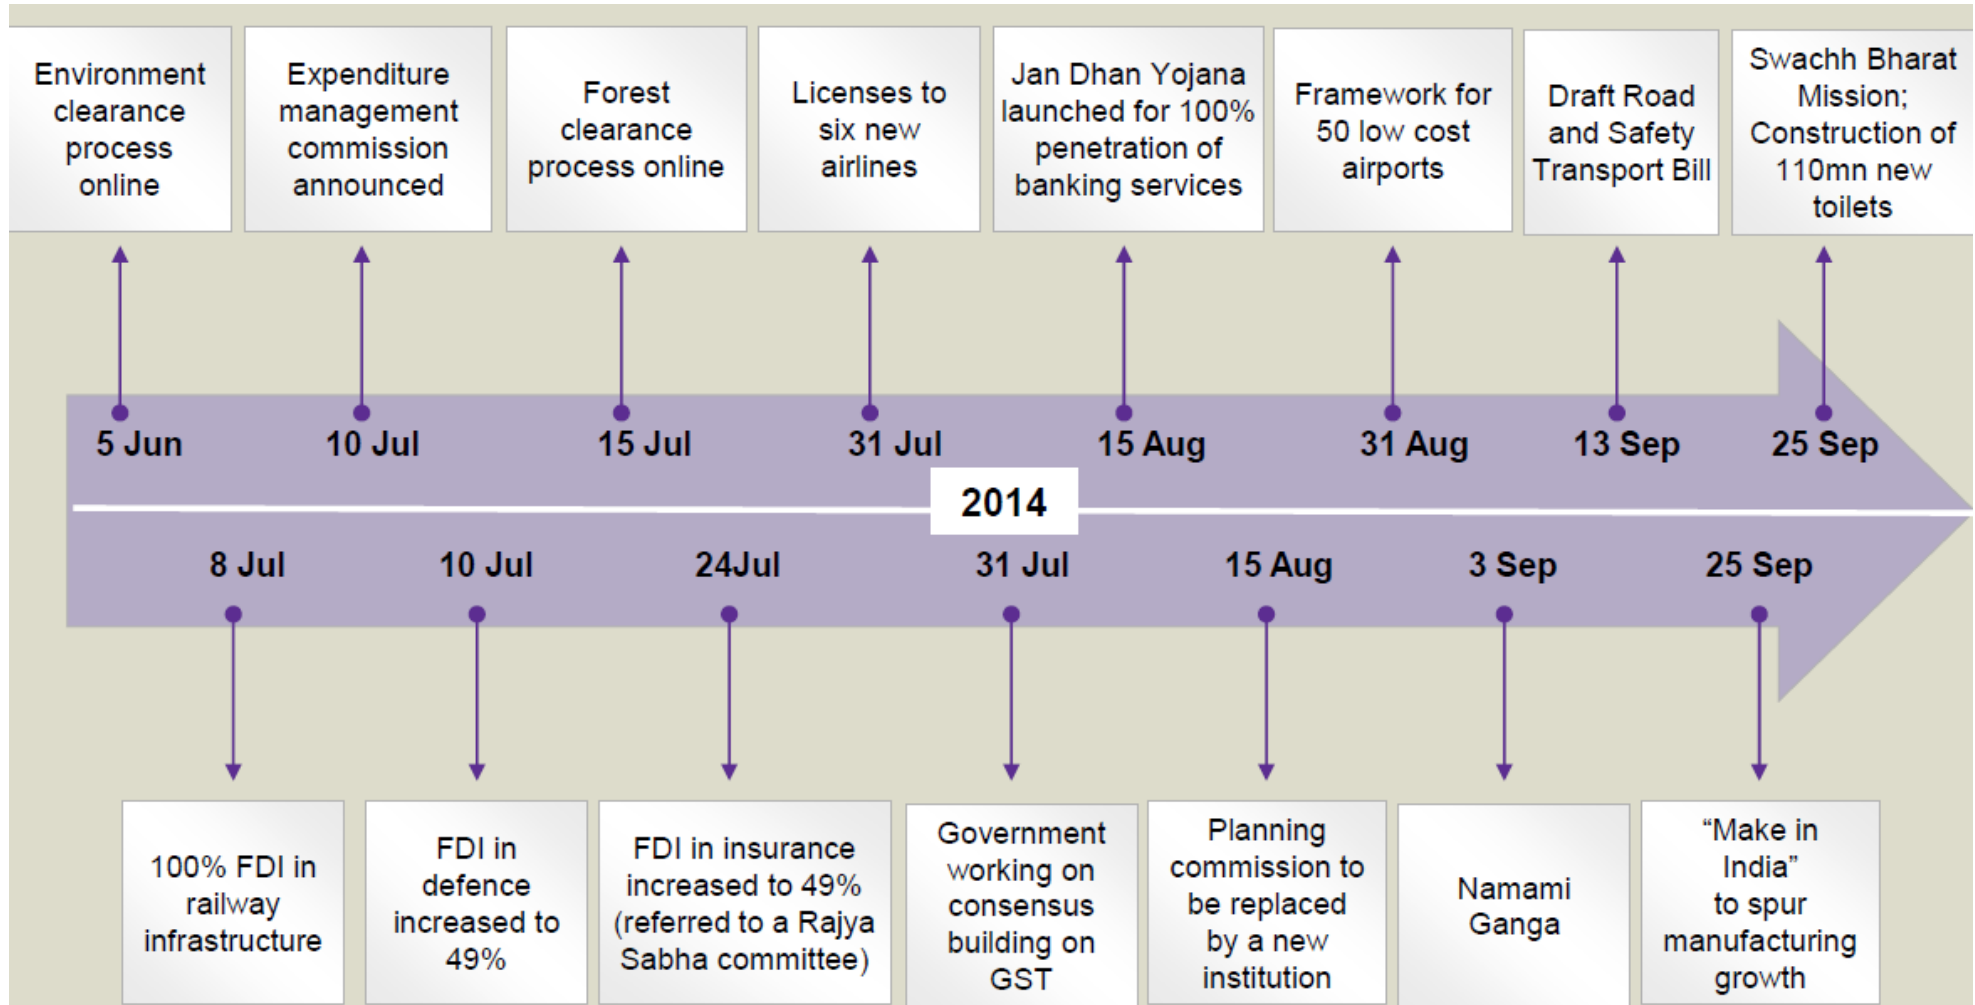 Environment
clearance
process
online
Expenditure
management
commission
announced
Forest
clearance
process online
Licenses to
six new
airlines
Jan Dhan Yojana
launched for 100%
penetration of
banking services
Framework for
50 low cost
airports
Draft Road
and Safety
Transport Bill
Swachh Bharat
Mission;
Construction of
110mn new
toilets
5 Jun
10 Jul
15 Jul
31 Jul
15 Aug
31 Aug
13 Sep
25 Sep
2014
8 Jul
10 Jul
24Jul
31 Jul
15 Aug
3 Sep
25 Sep
100% FDI in
railway
infrastructure
FDI in
defence
increased to
49%
FDI in insurance
increased to 49%
(referred to a Rajya
Sabha committee)
Government
working on
consensus
building on
GST
Planning
commission to
be replaced
by a new
institution
Namami
Ganga
“Make in
India”
to spur
manufacturing
growth